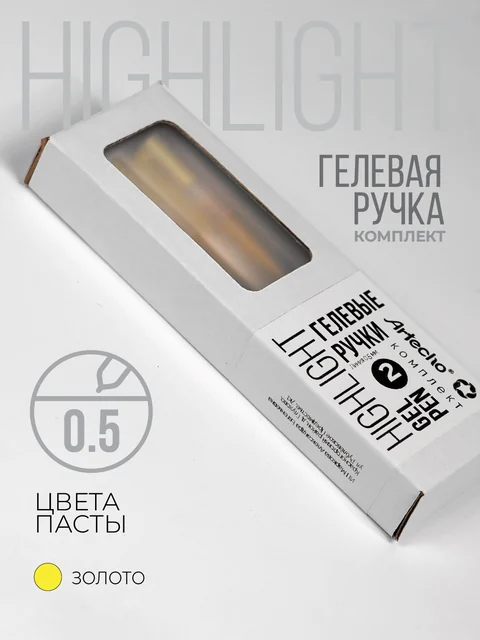 HIGHLIGHT
ГЕЛЕВАЯ
РУЧКА
КОМПЛЕКТ
HIGHLIGHT
ГЕЛЕВЫЕ
РУЧКИ
2
Artecho®
КОМПЛЕКТ
GEL
PEN
0.5
ЦВЕТА
ПАСТЫ
ЗОЛОТО